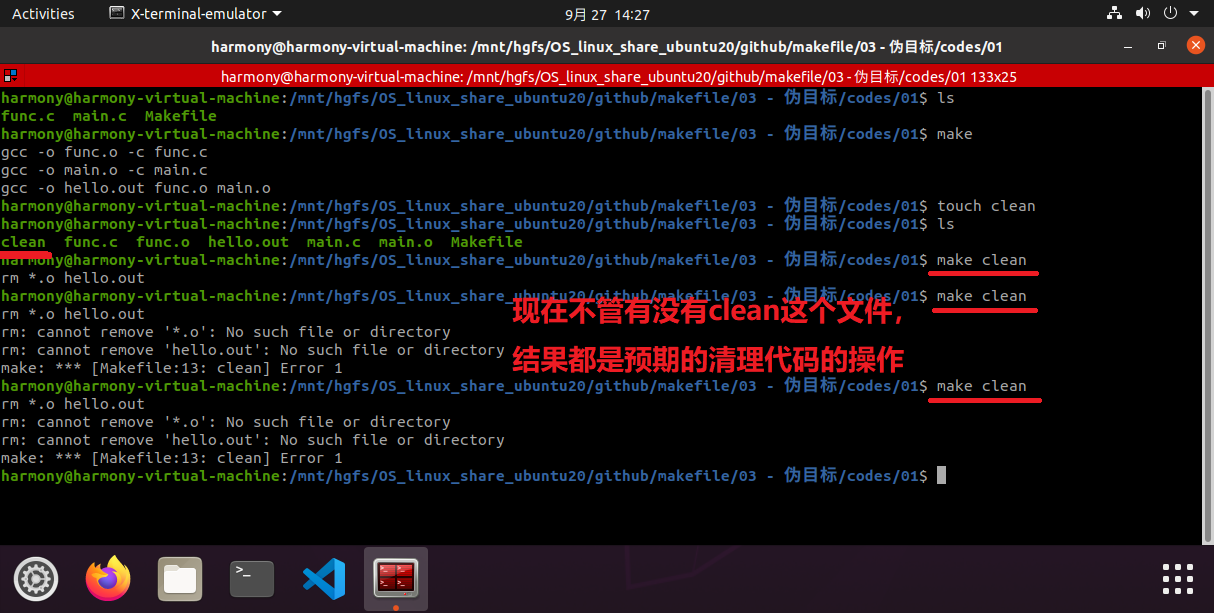 Activities X-terminal-emulator 9月 27 14:27
harmony@harmony-virtual-machine: /mnt/hgfs/OS_linux_share_ubuntu20/github/makefile/03 - 伪目标/codes/01
harmony@harmony-virtual-machine: /mnt/hgfs/OS_linux_share_ubuntu20/github/makefile/03 - 伪目标/codes/01 133x25
harmony@harmony-virtual-machine:/mnt/hgfs/OS_linux_share_ubuntu20/github/makefile/03 - 伪目标/codes/01$ ls
func.c main.c Makefile
harmony@harmony-virtual-machine:/mnt/hgfs/OS_linux_share_ubuntu20/github/makefile/03 - 伪目标/codes/01$ make
gcc -o func.o -c func.c
gcc -o main.o -c main.c
gcc -o hello.out func.o main.o
harmony@harmony-virtual-machine:/mnt/hgfs/OS_linux_share_ubuntu20/github/makefile/03 - 伪目标/codes/01$ touch clean
harmony@harmony-virtual-machine:/mnt/hgfs/OS_linux_share_ubuntu20/github/makefile/03 - 伪目标/codes/01$ ls
clean func.c func.o hello.out main.c main.o Makefile
harmony@harmony-virtual-machine:/mnt/hgfs/OS_linux_share_ubuntu20/github/makefile/03 - 伪目标/codes/01$ make clean
rm *.o hello.out
harmony@harmony-virtual-machine:/mnt/hgfs/OS_linux_share_ubuntu20/github/makefile/03 - 伪目标/codes/01$ make clean
rm *.o hello.out
现在不管有没有clean这个文件，
rm: cannot remove '*.o': No such file or directory
rm: cannot remove 'hello.out': No such file or directory
结果都是预期的清理代码的操作
make: *** [Makefile:13: clean] Error 1
harmony@harmony-virtual-machine:/mnt/hgfs/OS_linux_share_ubuntu20/github/makefile/03 - 伪目标/codes/01$ make clean
rm *.o hello.out
rm: cannot remove '*.o': No such file or directory
rm: cannot remove 'hello.out': No such file or directory
make: *** [Makefile:13: clean] Error 1
harmony@harmony-virtual-machine:/mnt/hgfs/OS_linux_share_ubuntu20/github/makefile/03 - 伪目标/codes/01$